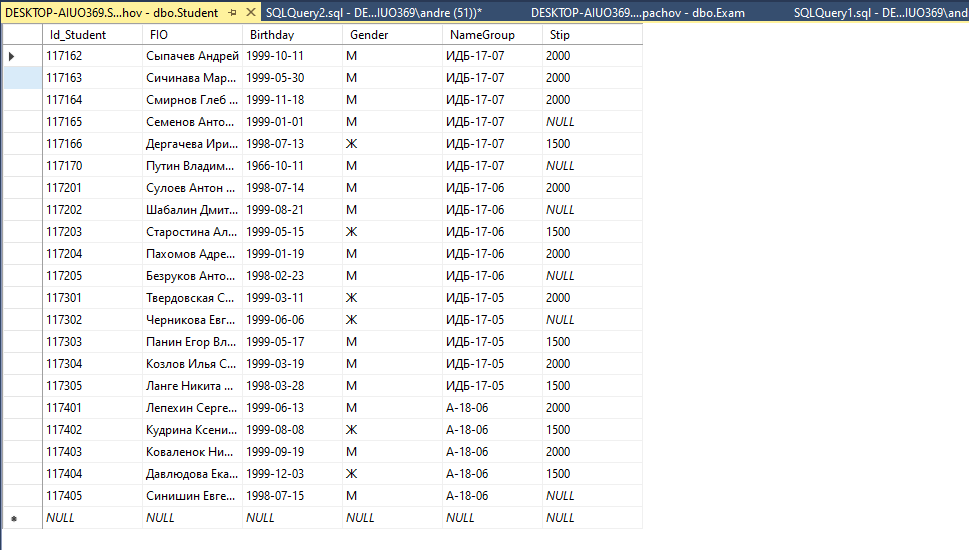 DESKTOP-AIUO369.S...hov - dbo.Student SQLQuery2.sql - DE...IUO369\andre (51))* DESKTOP-AIUO369....pachov - dbo.Exam SQLQuery1.sql - DE...IUO369\and
Id_Student FIO Birthday Gender NameGroup Stip
117162 Сыпачев Андрей 1999-10-11 М ИДБ-17-07 2000
117163 Сичинава Мар... 1999-05-30 М ИДБ-17-07 2000
117164 Смирнов Глеб ... 1999-11-18 М ИДБ-17-07 2000
117165 Семенов Анто... 1999-01-01 М ИДБ-17-07 NULL
117166 Дергачева Ири... 1998-07-13 Ж ИДБ-17-07 1500
117170 Путин Владим... 1966-10-11 М ИДБ-17-07 NULL
117201 Сулоев Антон ... 1998-07-14 М ИДБ-17-06 2000
117202 Шабалин Дмит... 1999-08-21 М ИДБ-17-06 NULL
117203 Старостина Ал... 1999-05-15 Ж ИДБ-17-06 1500
117204 Пахомов Адре... 1999-01-19 М ИДБ-17-06 2000
117205 Безруков Анто... 1998-02-23 М ИДБ-17-06 NULL
117301 Твердовская С... 1999-03-11 Ж ИДБ-17-05 2000
117302 Черникова Евг... 1999-06-06 Ж ИДБ-17-05 NULL
117303 Панин Егор Вл... 1999-05-17 М ИДБ-17-05 1500
117304 Козлов Илья С... 1999-03-19 М ИДБ-17-05 2000
117305 Ланге Никита ... 1998-03-28 М ИДБ-17-05 1500
117401 Лепехин Серге... 1999-06-13 М А-18-06 2000
117402 Кудрина Ксени... 1999-08-08 Ж А-18-06 1500
117403 Коваленок Ни... 1999-09-19 М А-18-06 2000
117404 Давлюдова Ека... 1999-12-03 Ж А-18-06 1500
117405 Синишин Евге... 1998-07-15 М А-18-06 NULL
NULL NULL NULL NULL NULL NULL